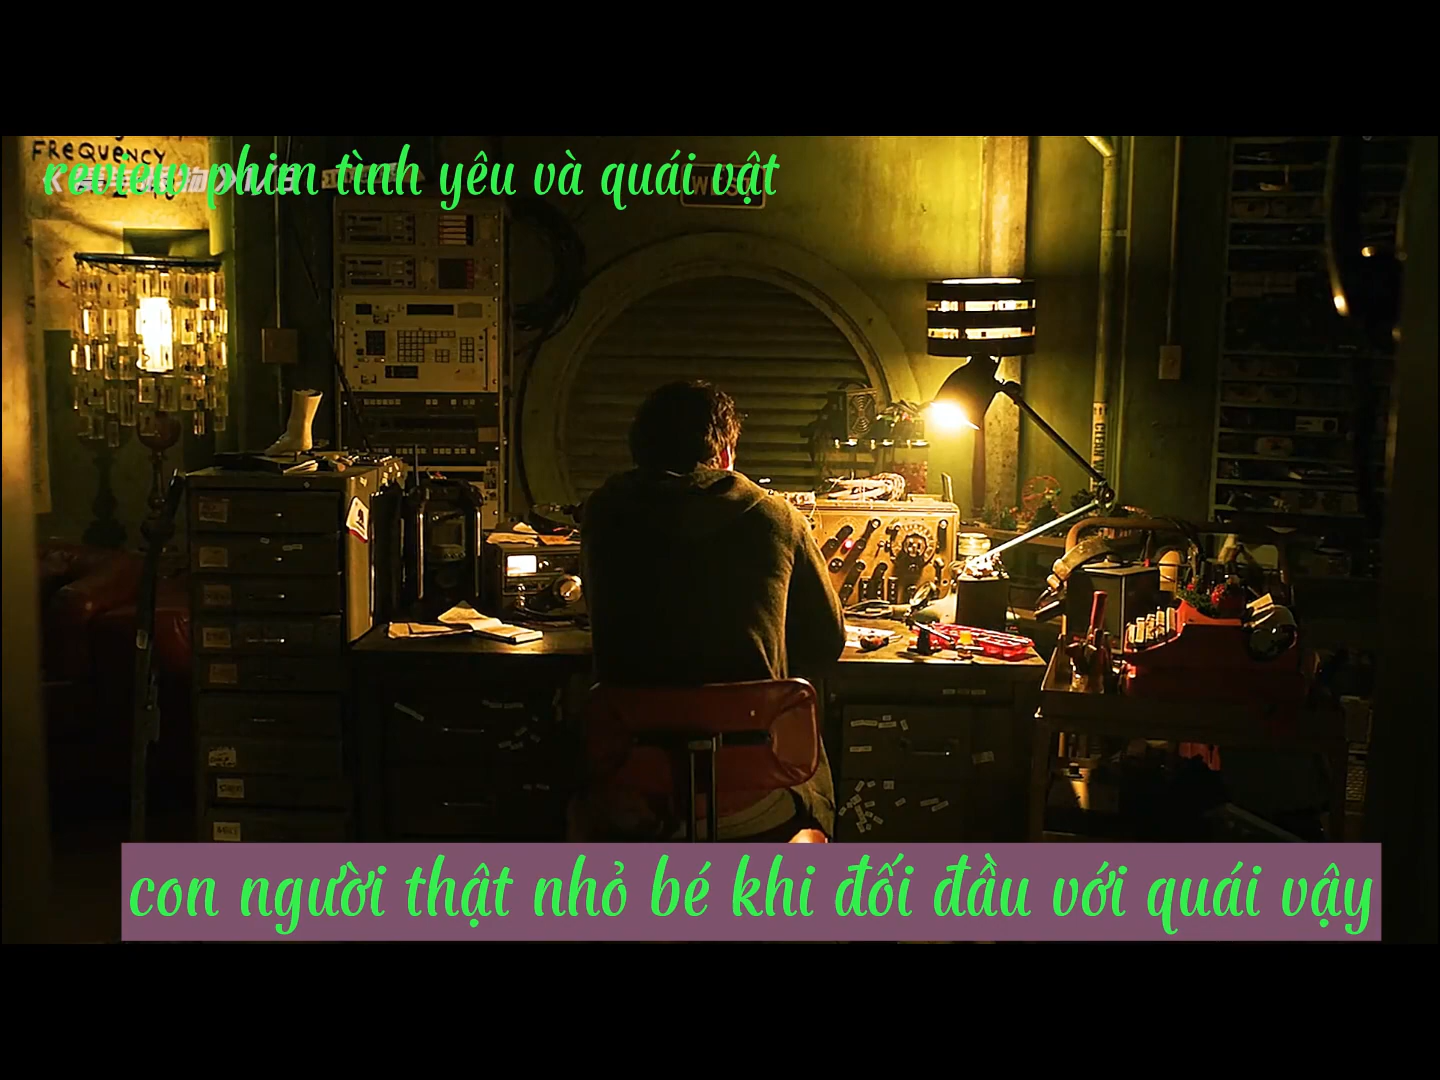 FREQUENCY
review phim tình yêu và quái vật
con người thật nhỏ bé khi đối đầu với quái vậy